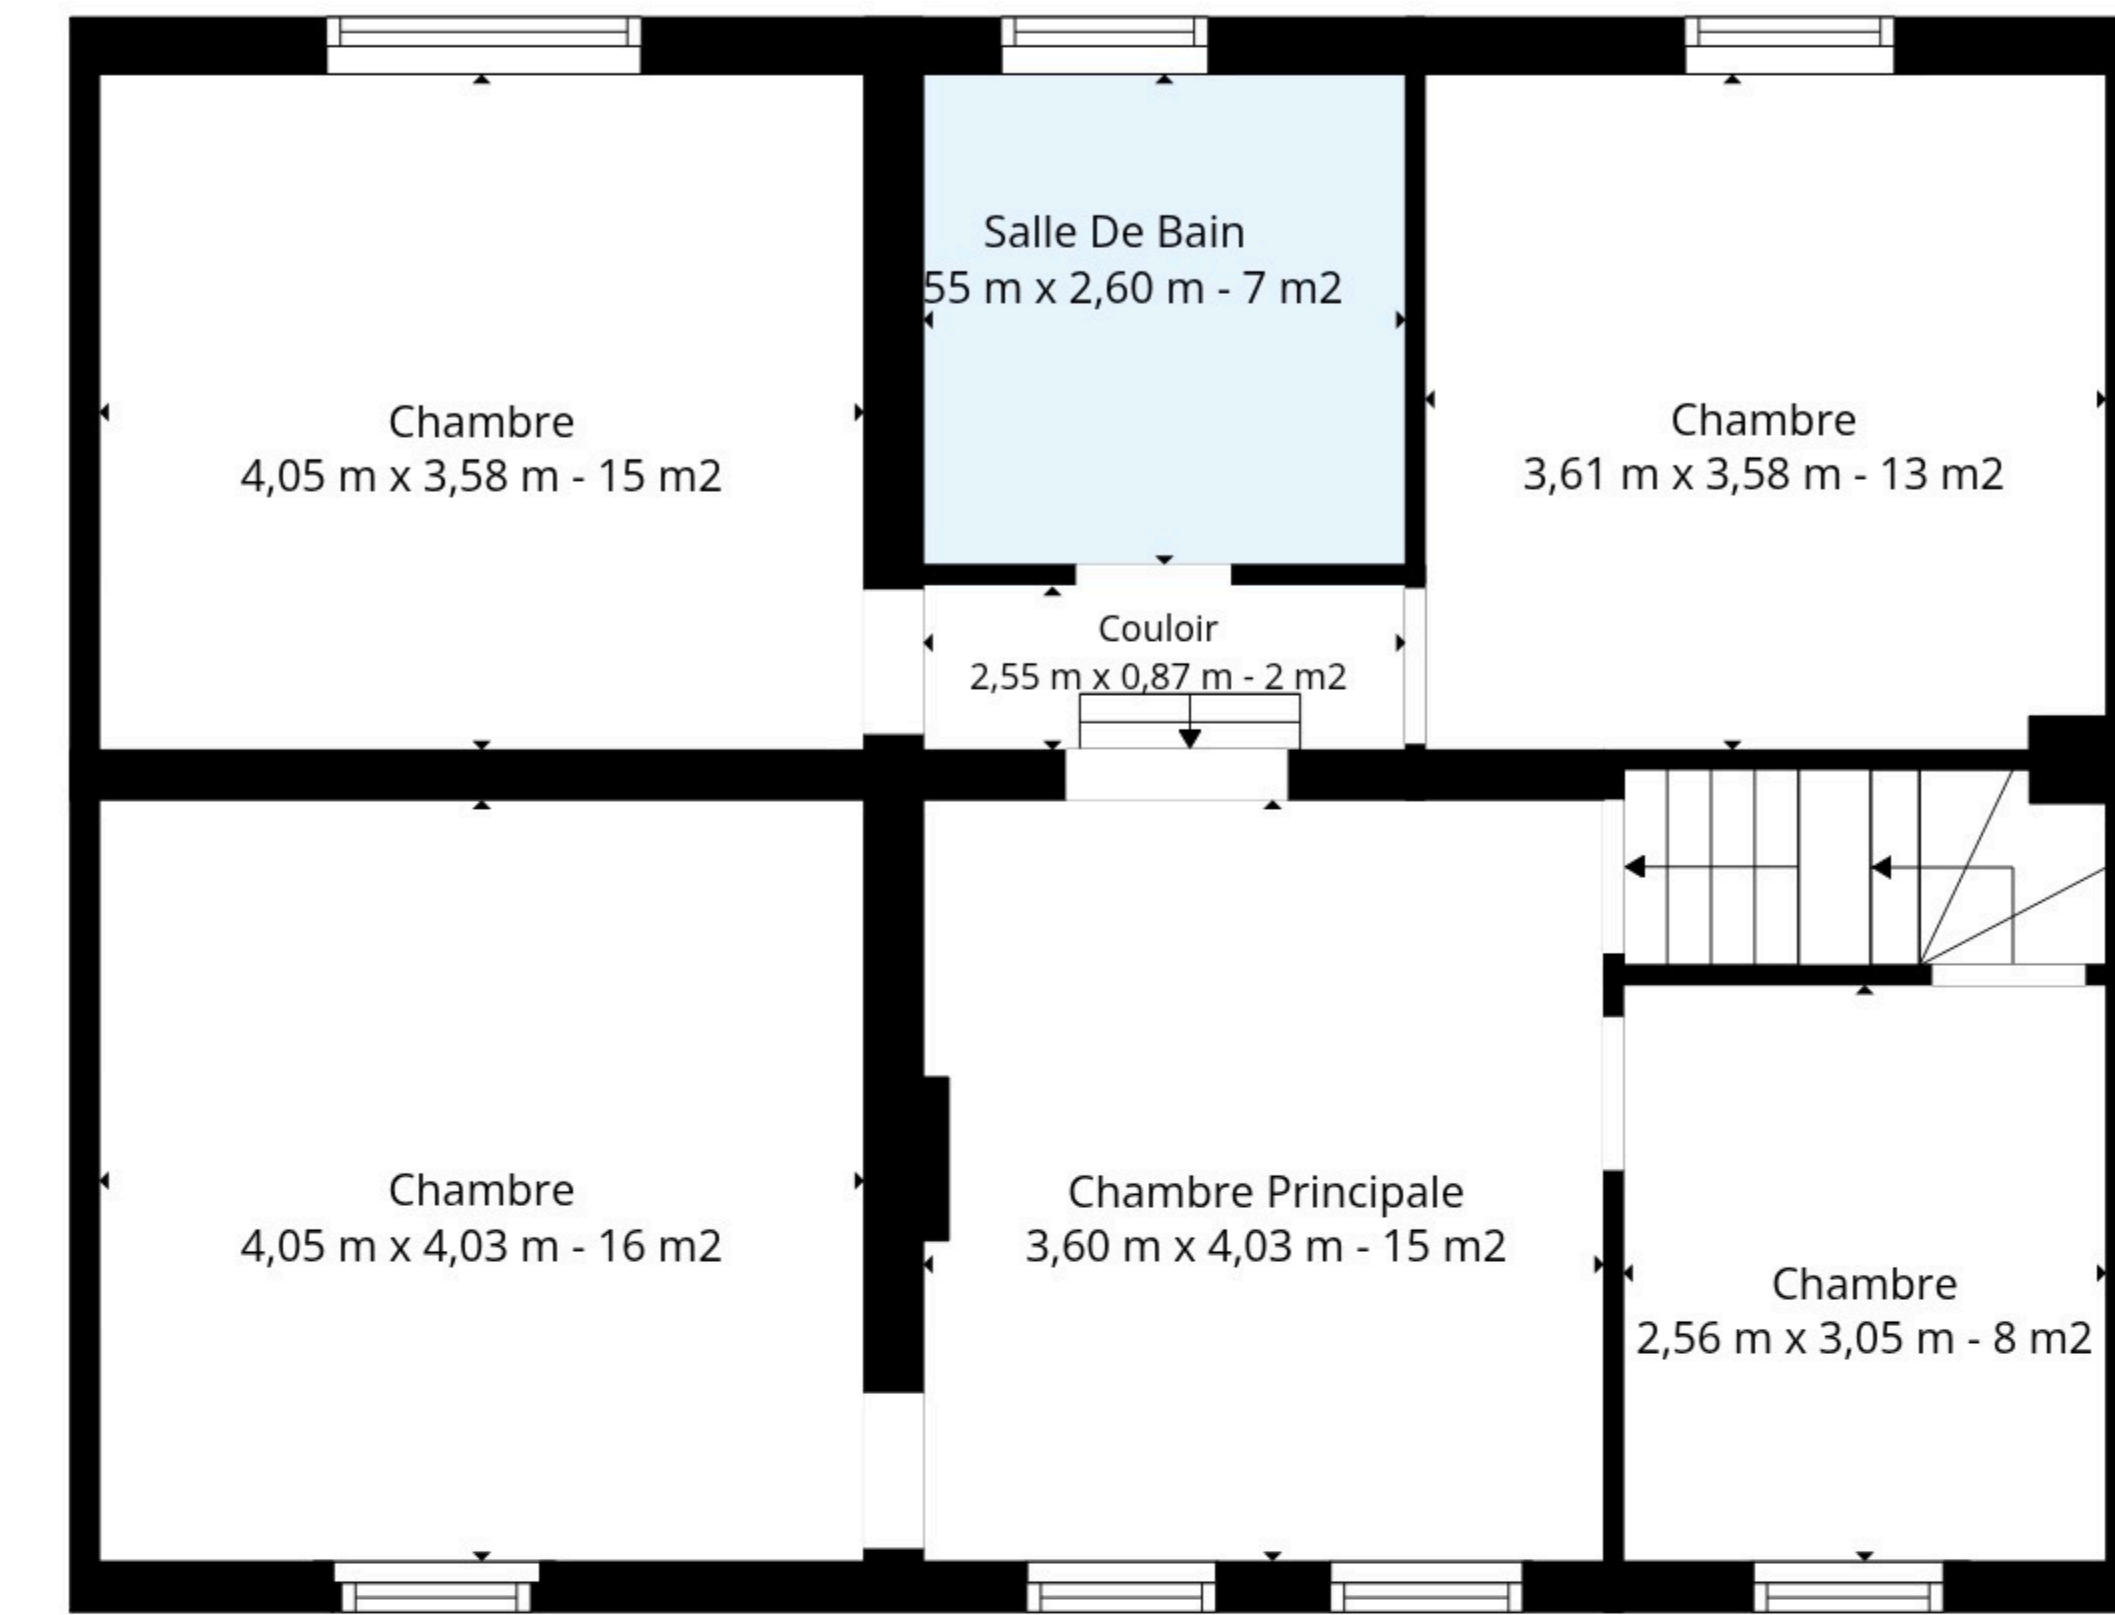 Salle De Bain
55 m x 2,60 m - 7 m2
Chambre
4,05 m x 3,58 m - 15 m2
Chambre
3,61 m x 3,58 m - 13 m2
Couloir
2,55 m x 0,87 m - 2 m2
Chambre
4,05 m x 4,03 m - 16 m2
Chambre Principale
3,60 m x 4,03 m - 15 m2
Chambre
2,56 m x 3,05 m - 8 m2